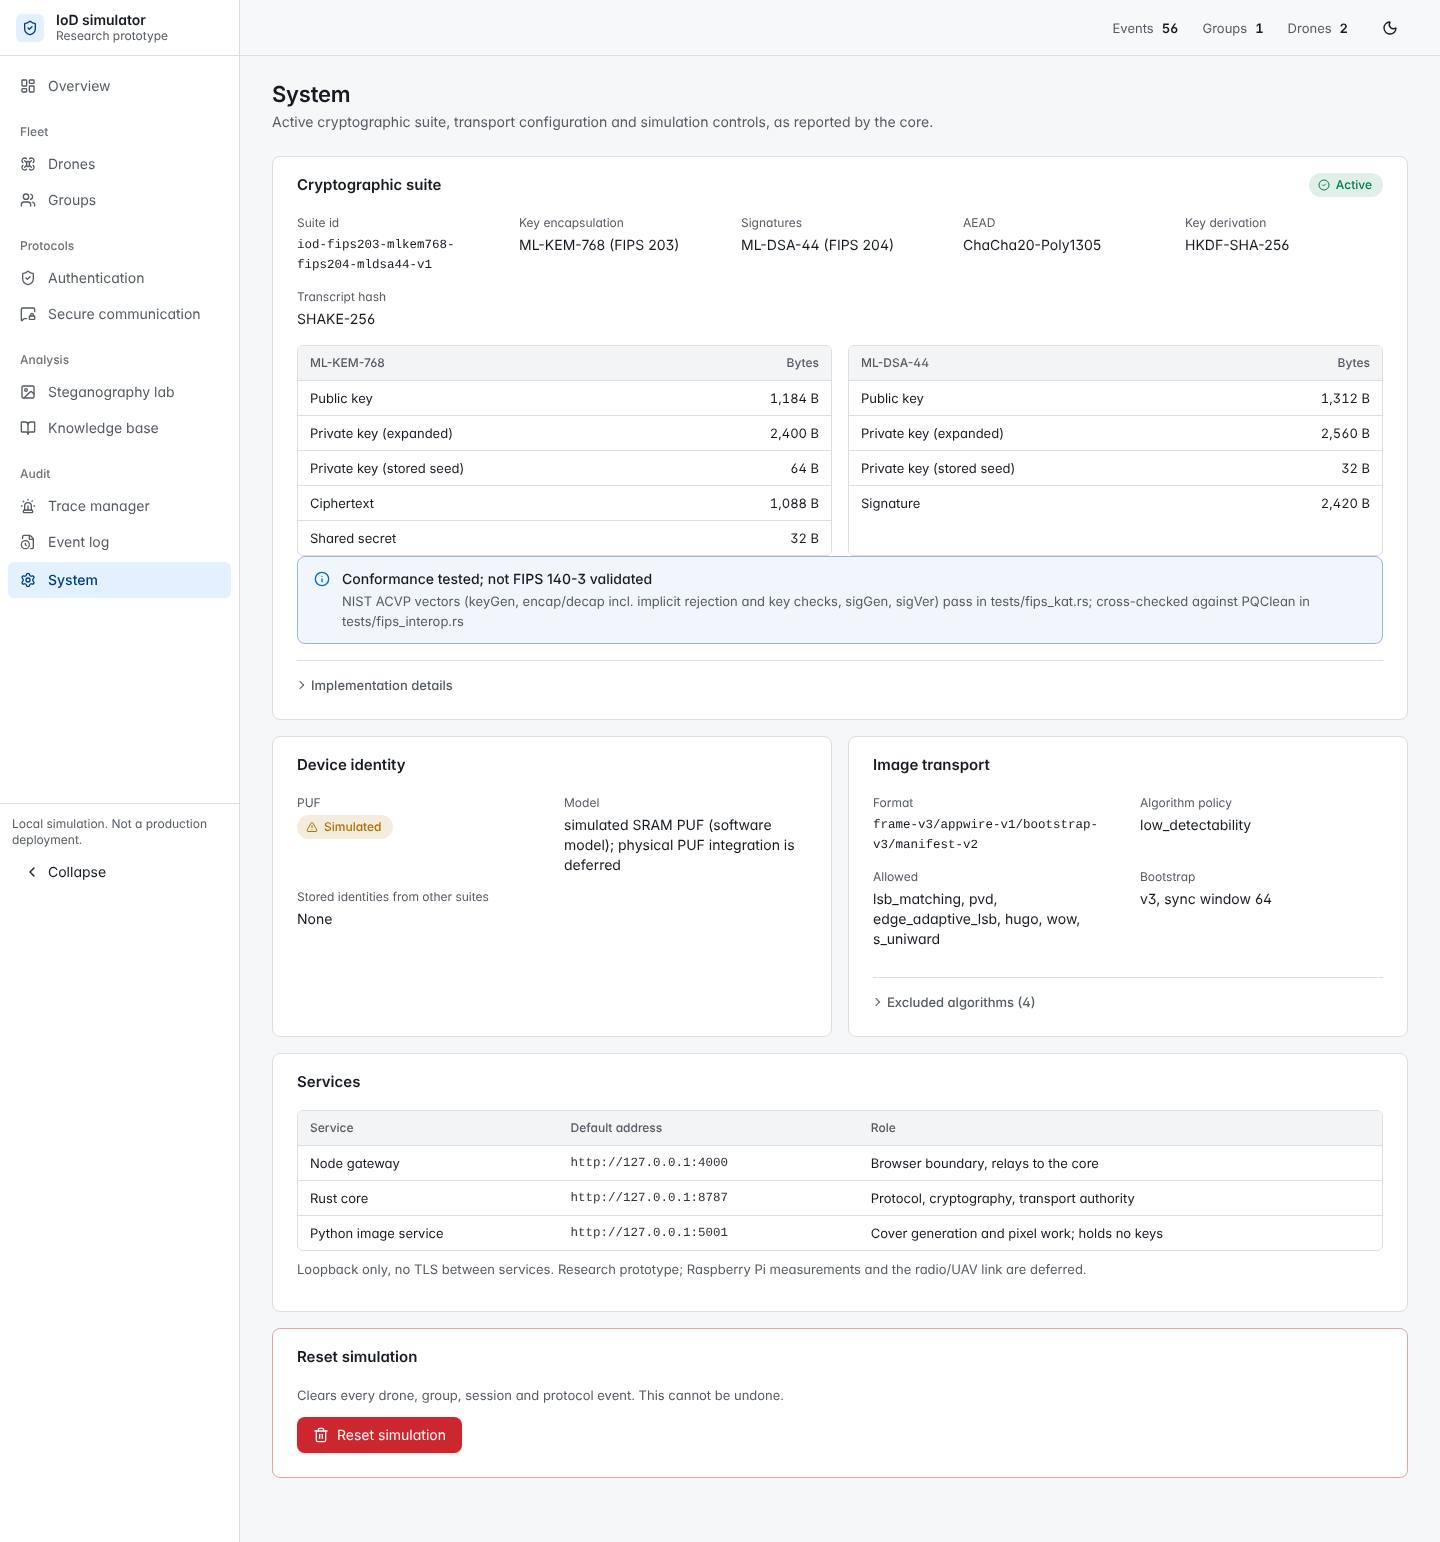 IoD simulator
Research prototype
Events 56 Groups 1 Drones 2
Overview
Fleet
Drones
Groups
Protocols
Authentication
Secure communication
Analysis
Steganography lab
Knowledge base
Audit
Trace manager
Event log
System
Local simulation. Not a production
deployment.
Collapse
System
Active cryptographic suite, transport configuration and simulation controls, as reported by the core.
Cryptographic suite
Active
Suite id
iod-fips203-mlkem768-
fips204-mldsa44-v1
Key encapsulation
ML-KEM-768 (FIPS 203)
Signatures
ML-DSA-44 (FIPS 204)
AEAD
ChaCha20-Poly1305
Key derivation
HKDF-SHA-256
Transcript hash
SHAKE-256
ML-KEM-768 Bytes
Public key 1,184 B
Private key (expanded) 2,400 B
Private key (stored seed) 64 B
Ciphertext 1,088 B
Shared secret 32 B
ML-DSA-44 Bytes
Public key 1,312 B
Private key (expanded) 2,560 B
Private key (stored seed) 32 B
Signature 2,420 B
Conformance tested; not FIPS 140-3 validated
NIST ACVP vectors (keyGen, encap/decap incl. implicit rejection and key checks, sigGen, sigVer) pass in tests/fips_kat.rs; cross-checked against PQClean in
tests/fips_interop.rs
Implementation details
Device identity
PUF
Simulated
Model
simulated SRAM PUF (software
model); physical PUF integration is
deferred
Stored identities from other suites
None
Image transport
Format
frame-v3/appwire-v1/bootstrap-
v3/manifest-v2
Algorithm policy
low_detectability
Allowed
lsb_matching, pvd,
edge_adaptive_lsb, hugo, wow,
s_uniward
Bootstrap
v3, sync window 64
Excluded algorithms (4)
Services
Service Default address Role
Node gateway http://127.0.0.1:4000 Browser boundary, relays to the core
Rust core http://127.0.0.1:8787 Protocol, cryptography, transport authority
Python image service http://127.0.0.1:5001 Cover generation and pixel work; holds no keys
Loopback only, no TLS between services. Research prototype; Raspberry Pi measurements and the radio/UAV link are deferred.
Reset simulation
Clears every drone, group, session and protocol event. This cannot be undone.
Reset simulation